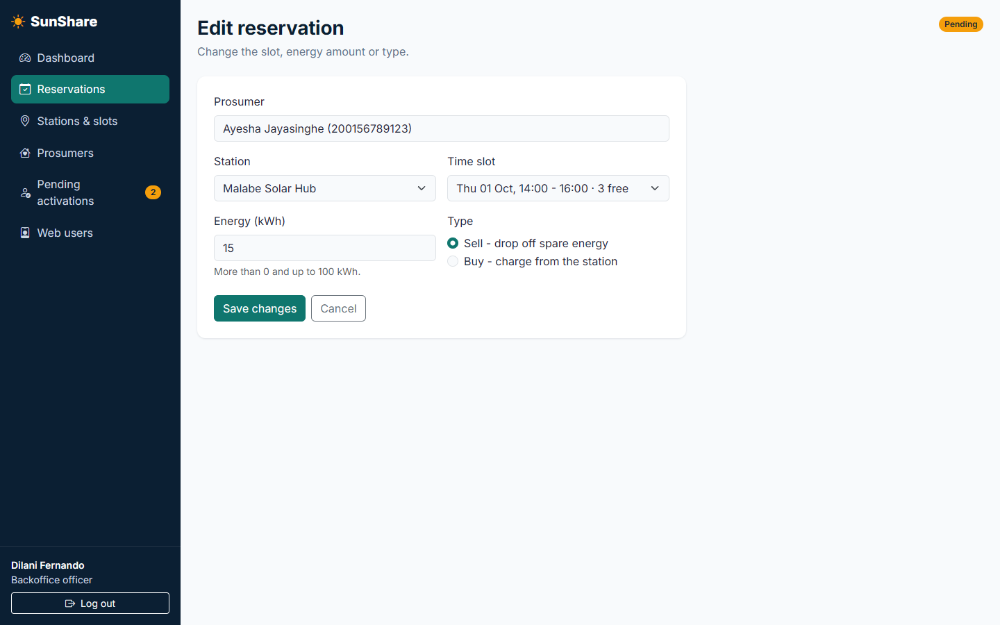 SunShare
Dashboard
Reservations
Stations & slots
Prosumers
Pending
activations
2
Web users
Dilani Fernando
Backoffice officer
Log out
Edit reservation
Pending
Change the slot, energy amount or type.
Prosumer
Ayesha Jayasinghe (200156789123)
Station
Time slot
Malabe Solar Hub
Thu 01 Oct, 14:00 - 16:00 · 3 free
Energy (kWh)
Type
15
Sell - drop off spare energy
Buy - charge from the station
More than 0 and up to 100 kWh.
Save changes
Cancel